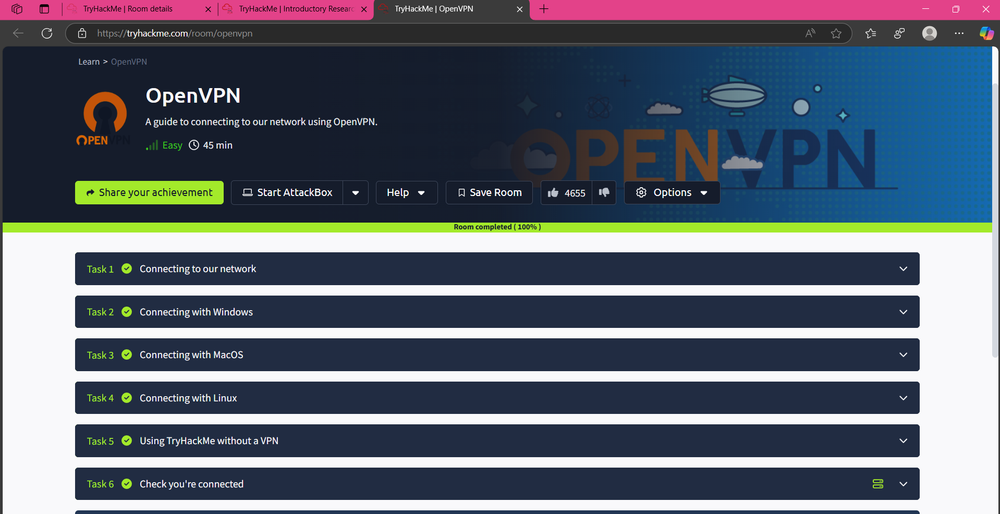 TryHackMe | Room details
TryHackMe | Introductory Researc
TryHackMe | OpenVPN
https://tryhackme.com/room/openvpn
Learn > OpenVPN
OpenVPN
A guide to connecting to our network using OpenVPN.
OPENVPN
Easy 45 min
OPENVPN
Share your achievement Start AttackBox Help Save Room 4655 Options
Room completed ( 100% )
Task 1 Connecting to our network
Task 2 Connecting with Windows
Task 3 Connecting with MacOS
Task 4 Connecting with Linux
Task 5 Using TryHackMe without a VPN
Task 6 Check you're connected